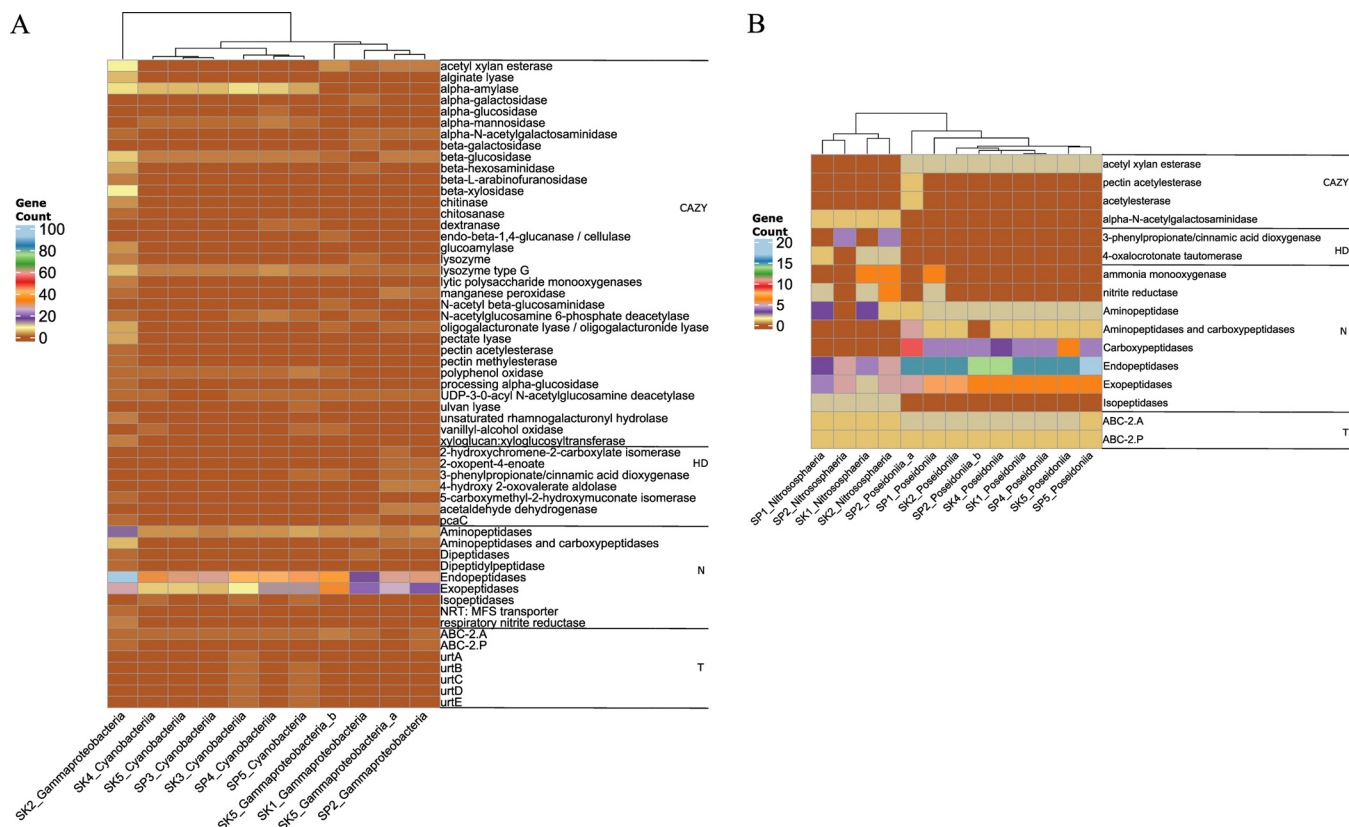 A
acetyl xylan esterase
alginate lyase
alpha-amylase
alpha-galactosidase
alpha-glucosidase
alpha-mannosidase
alpha-N-acetylgalactosaminidase
beta-galactosidase
beta-glucosidase
beta-hexosaminidase
beta-L-arabinofuranosidase
beta-xylosidase
chitinase
chitosanase
dextranase
endo-beta-1,4-glucanase / cellulase
glucoamylase
lysozyme
lysozyme type G
lytic polysaccharide monooxygenases
manganese peroxidase
N-acetyl beta-glucosaminidase
N-acetylglucosamine 6-phosphate deacetylase
oligogalacturonate lyase / oligogalacturonide lyase
pectate lyase
pectin acetylesterase
pectin methylesterase
polyphenol oxidase
processing alpha-glucosidase
UDP-3-0-acyl N-acetylglucosamine deacetylase
ulvan lyase
unsaturated rhamnogalacturonyl hydrolase
vanillyl-alcohol oxidase
xyloglucan:xyloglucosyltransferase
CAZY
2-hydroxychromene-2-carboxylate isomerase
2-oxopent-4-enoate
3-phenylpropionate/cinnamic acid dioxygenase
4-hydroxy 2-oxovalerate aldolase
5-carboxymethyl-2-hydroxymuconate isomerase
acetaldehyde dehydrogenase
pcaC
HD
Aminopeptidases
Aminopeptidases and carboxypeptidases
Dipeptidases
Dipeptidylpeptidase
Endopeptidases
Exopeptidases
Isopeptidases
NRT: MFS transporter
respiratory nitrite reductase
N
ABC-2.A
ABC-2.P
urtA
urtB
urtC
urtD
urtE
T
Gene
Count
100
80
60
40
20
0
SK2_Gammaproteobacteria
SK4_Cyanobacteriia
SK5_Cyanobacteriia
SP3_Cyanobacteriia
SK3_Cyanobacteriia
SP4_Cyanobacteriia
SP5_Cyanobacteriia
SK5_Gammaproteobacteria_b
SK1_Gammaproteobacteria
SK5_Gammaproteobacteria_a
SP2_Gammaproteobacteria
B
acetyl xylan esterase
pectin acetylesterase
acetylesterase
alpha-N-acetylgalactosaminidase
CAZY
3-phenylpropionate/cinnamic acid dioxygenase
4-oxalocrotonate tautomerase
HD
ammonia monooxygenase
nitrite reductase
Aminopeptidase
Aminopeptidases and carboxypeptidases
Carboxypeptidases
Endopeptidases
Exopeptidases
Isopeptidases
N
ABC-2.A
ABC-2.P
T
Gene
Count
20
15
10
5
0
SP1_Nitrososphaeria
SP2_Nitrososphaeria
SK1_Nitrososphaeria
SK2_Nitrososphaeria
SP2_Poseidoniia_a
SP1_Poseidoniia
SK2_Poseidoniia
SP2_Poseidoniia_b
SK4_Poseidoniia
SK1_Poseidoniia
SP4_Poseidoniia
SK5_Poseidoniia
SP5_Poseidoniia